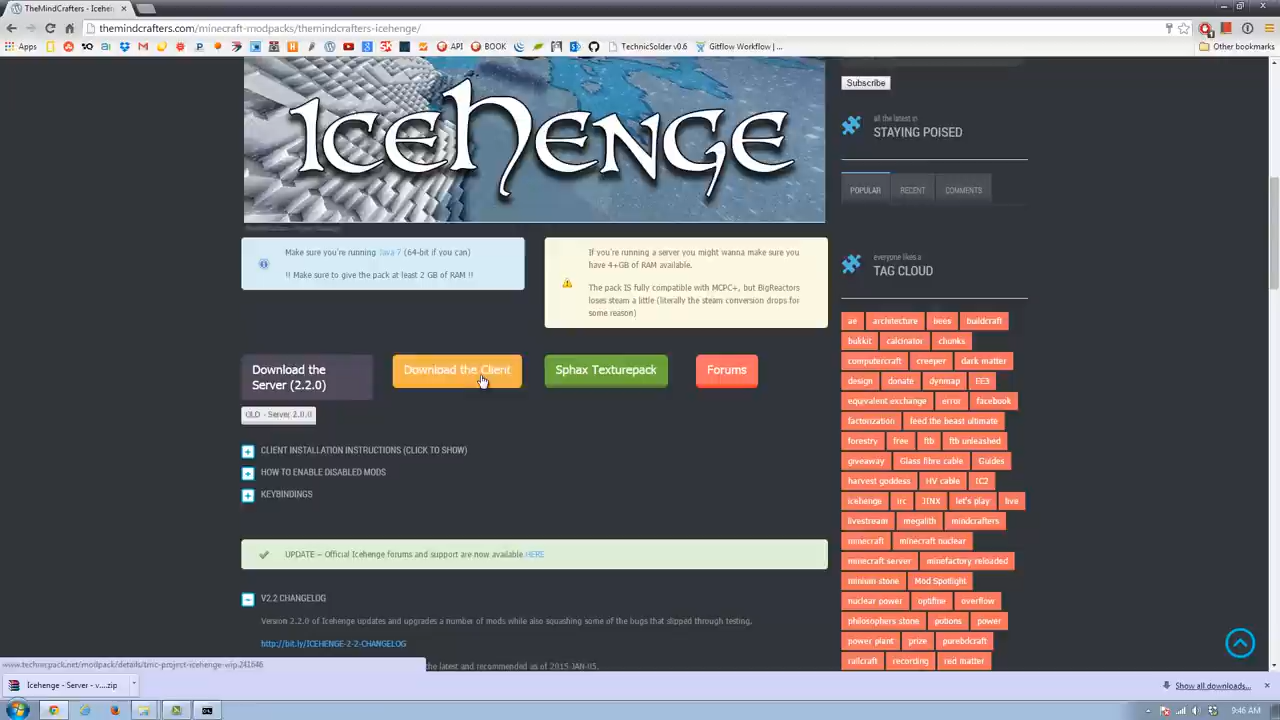 TheMindCrafters - Icehen
themindcrafters.com/minecraft-modpacks/themindcrafters-icehenge/
Apps
API
BOOK
TechnicSolder v0.6
Gitflow Workflow | ...
Other bookmarks
ICEHENGE
Subscribe
all the latest in
STAYING POISED
POPULAR
RECENT
COMMENTS
Make sure you're running Java 7 (64-bit if you can)
!! Make sure to give the pack at least 2 GB of RAM !!
If you're running a server you might wanna make sure you
have 4+GB of RAM available.
The pack IS fully compatible with MCPC+, but BigReactors
loses steam a little (literally the steam conversion drops for
some reason)
everyone likes a
TAG CLOUD
Download the
Server (2.2.0)
Download the Client
Sphax Texturepack
Forums
OLD - Server 2.0.0
CLIENT INSTALLATION INSTRUCTIONS (CLICK TO SHOW)
HOW TO ENABLE DISABLED MODS
KEYBINDINGS
UPDATE – Official Icehenge forums and support are now available.HERE
V2.2 CHANGELOG
Version 2.2.0 of Icehenge updates and upgrades a number of mods while also squashing some of the bugs that slipped through testing.
http://bit.ly/ICEHENGE-2-2-CHANGELOG
the latest and recommended as of 2015-JAN-05.
ae architecture bees buildcraft
bukkit calcinator chunks
computercraft creeper dark matter
design donate dynmap EE3
equivalent exchange error facebook
factorization feed the beast ultimate
forestry free ftb ftb unleashed
giveaway Glass fibre cable Guides
harvest goddess HV cable IC2
icehenge irc JINX let's play live
livestream megalith mindcrafters
minecraft minecraft nuclear
minecraft server minefactory reloaded
minium stone Mod Spotlight
nuclear power optifine overflow
philosophers stone potions power
power plant prize purebdcraft
railcraft recording red matter
www.technicpack.net/modpack/details/tmc-project-icehenge-wip.241646
Icehenge - Server - v....zip
Show all downloads...
9:46 AM